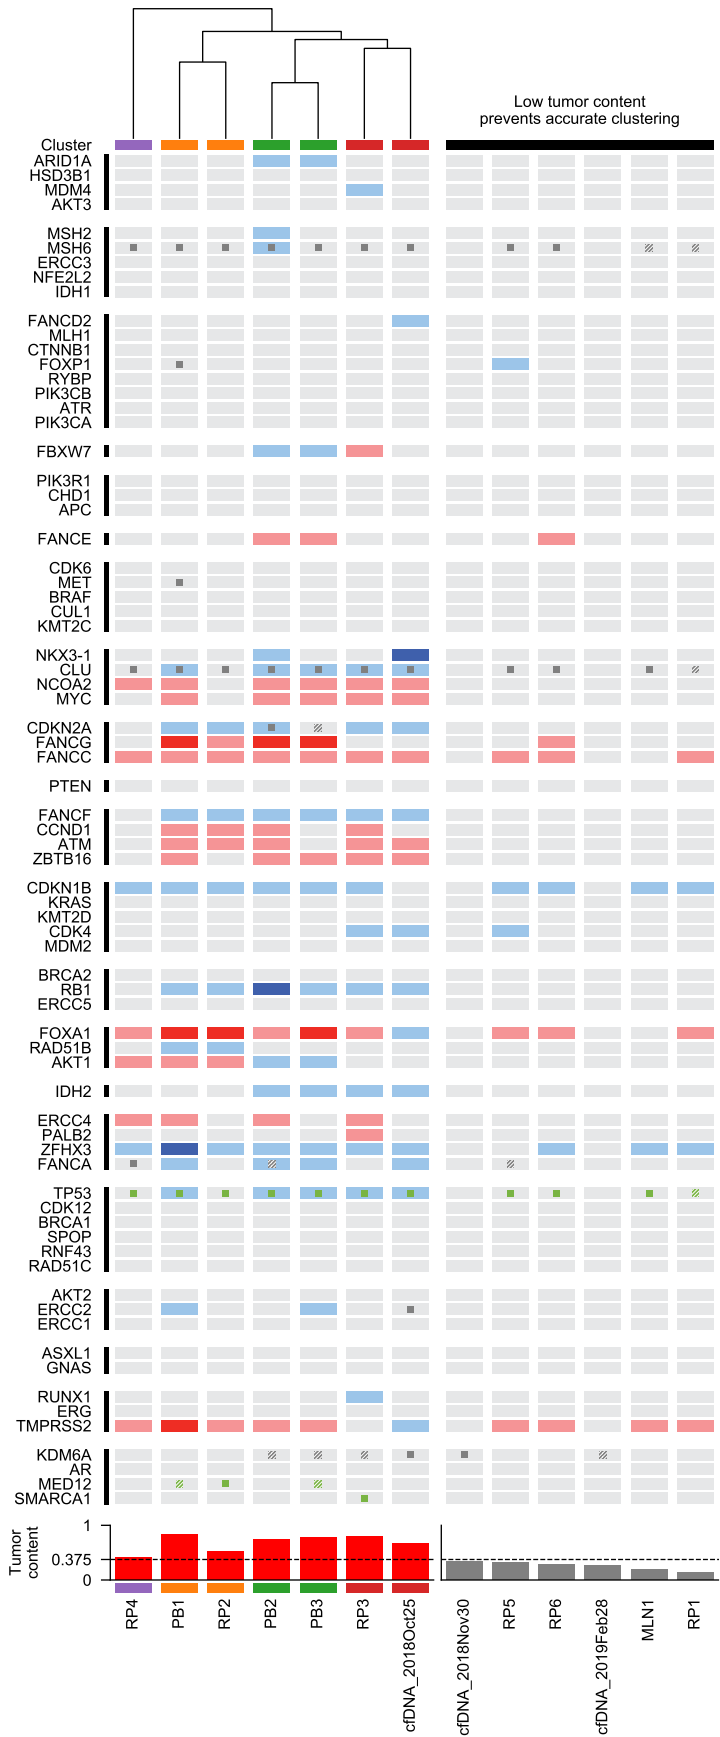 Low tumor content
prevents accurate clustering
Cluster
ARID1A
HSD3B1
MDM4
AKT3
MSH2
MSH6
ERCC3
NFE2L2
IDH1
FANCD2
MLH1
CTNNB1
FOXP1
RYBP
PIK3CB
ATR
PIK3CA
FBXW7
PIK3R1
CHD1
APC
FANCE
CDK6
MET
BRAF
CUL1
KMT2C
NKX3-1
CLU
NCOA2
MYC
CDKN2A
FANCG
FANCC
PTEN
FANCF
CCND1
ATM
ZBTB16
CDKN1B
KRAS
KMT2D
CDK4
MDM2
BRCA2
RB1
ERCC5
FOXA1
RAD51B
AKT1
IDH2
ERCC4
PALB2
ZFHX3
FANCA
TP53
CDK12
BRCA1
SPOP
RNF43
RAD51C
AKT2
ERCC2
ERCC1
ASXL1
GNAS
RUNX1
ERG
TMPRSS2
KDM6A
AR
MED12
SMARCA1
Tumor
content
1
0.375
0
RP4
PB1
RP2
PB2
PB3
RP3
cfDNA_2018Oct25
cfDNA_2018Nov30
RP5
RP6
cfDNA_2019Feb28
MLN1
RP1